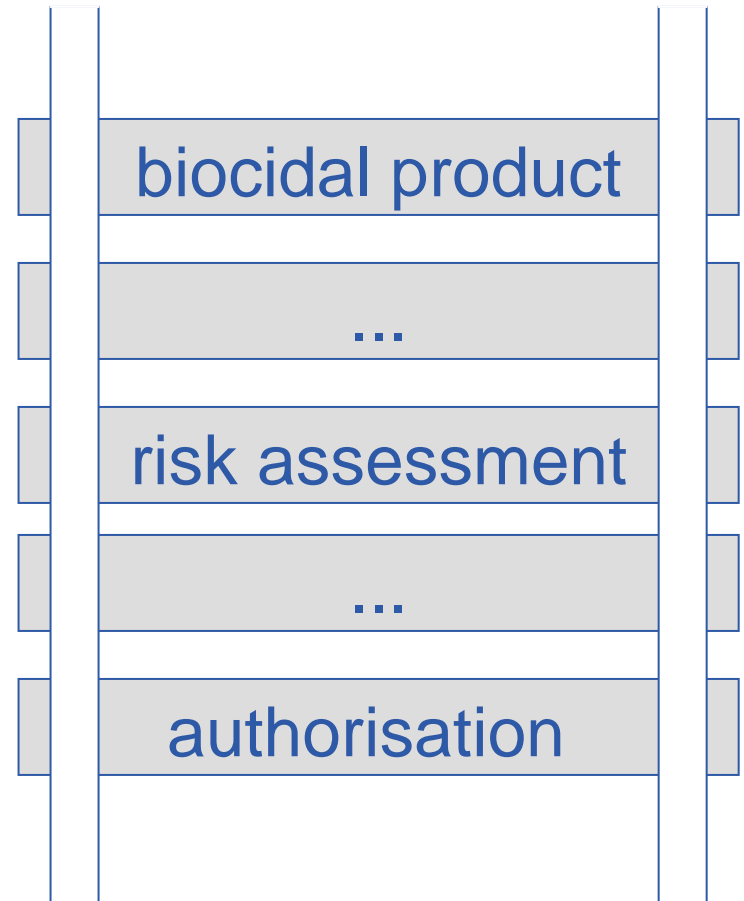 biocidal product
...
risk assessment
...
authorisation